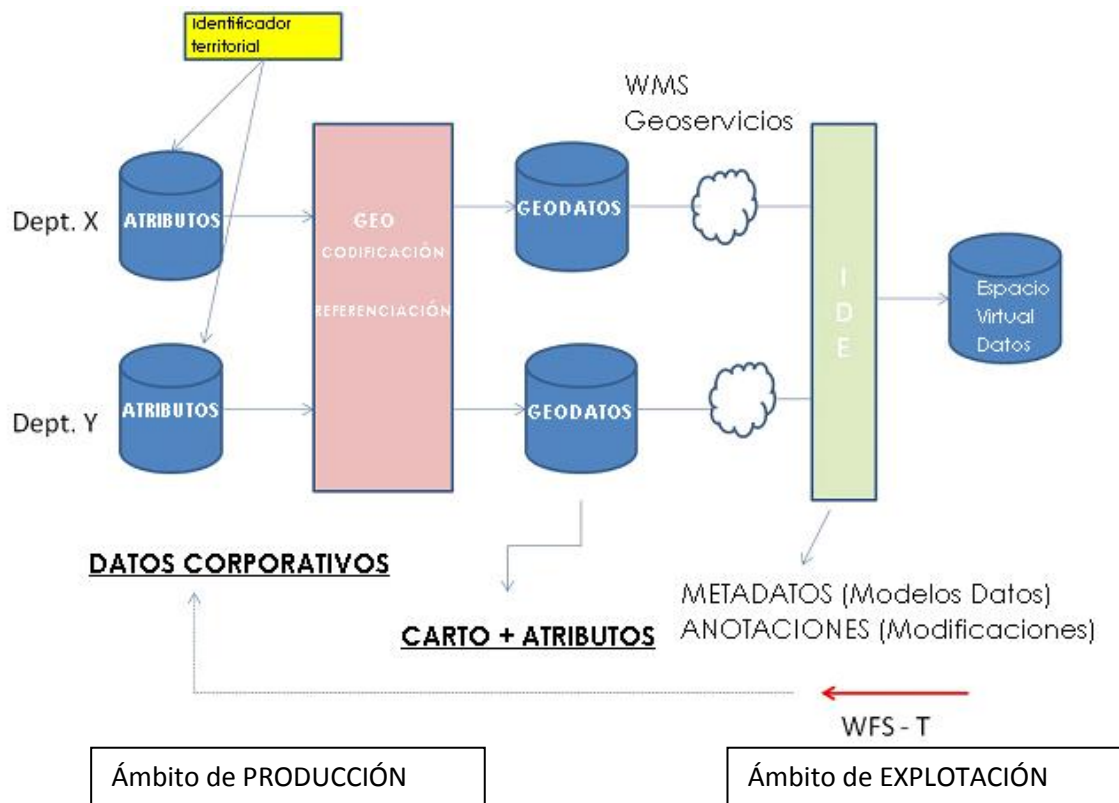 Identificador
territorial
WMS
Geoservicios
Dept. X
ATRIBUTOS
GEO
CODIFICACIÓN
REFERENCIACIÓN
GEODATOS
I
D
E
Espacio
Virtual
Datos
Dept. Y
ATRIBUTOS
GEODATOS
DATOS CORPORATIVOS
CARTO + ATRIBUTOS
METADATOS (Modelos Datos)
ANOTACIONES (Modificaciones)
WFS - T
Ámbito de PRODUCCIÓN
Ámbito de EXPLOTACIÓN